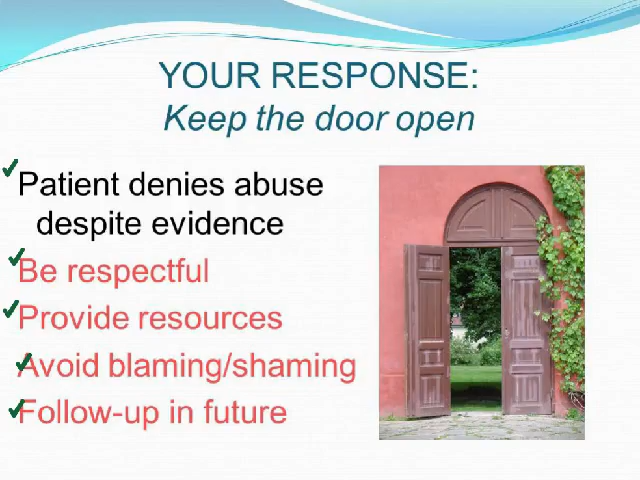 YOUR RESPONSE:
Keep the door open
Patient denies abuse
despite evidence
Be respectful
Provide resources
Avoid blaming/shaming
Follow-up in future